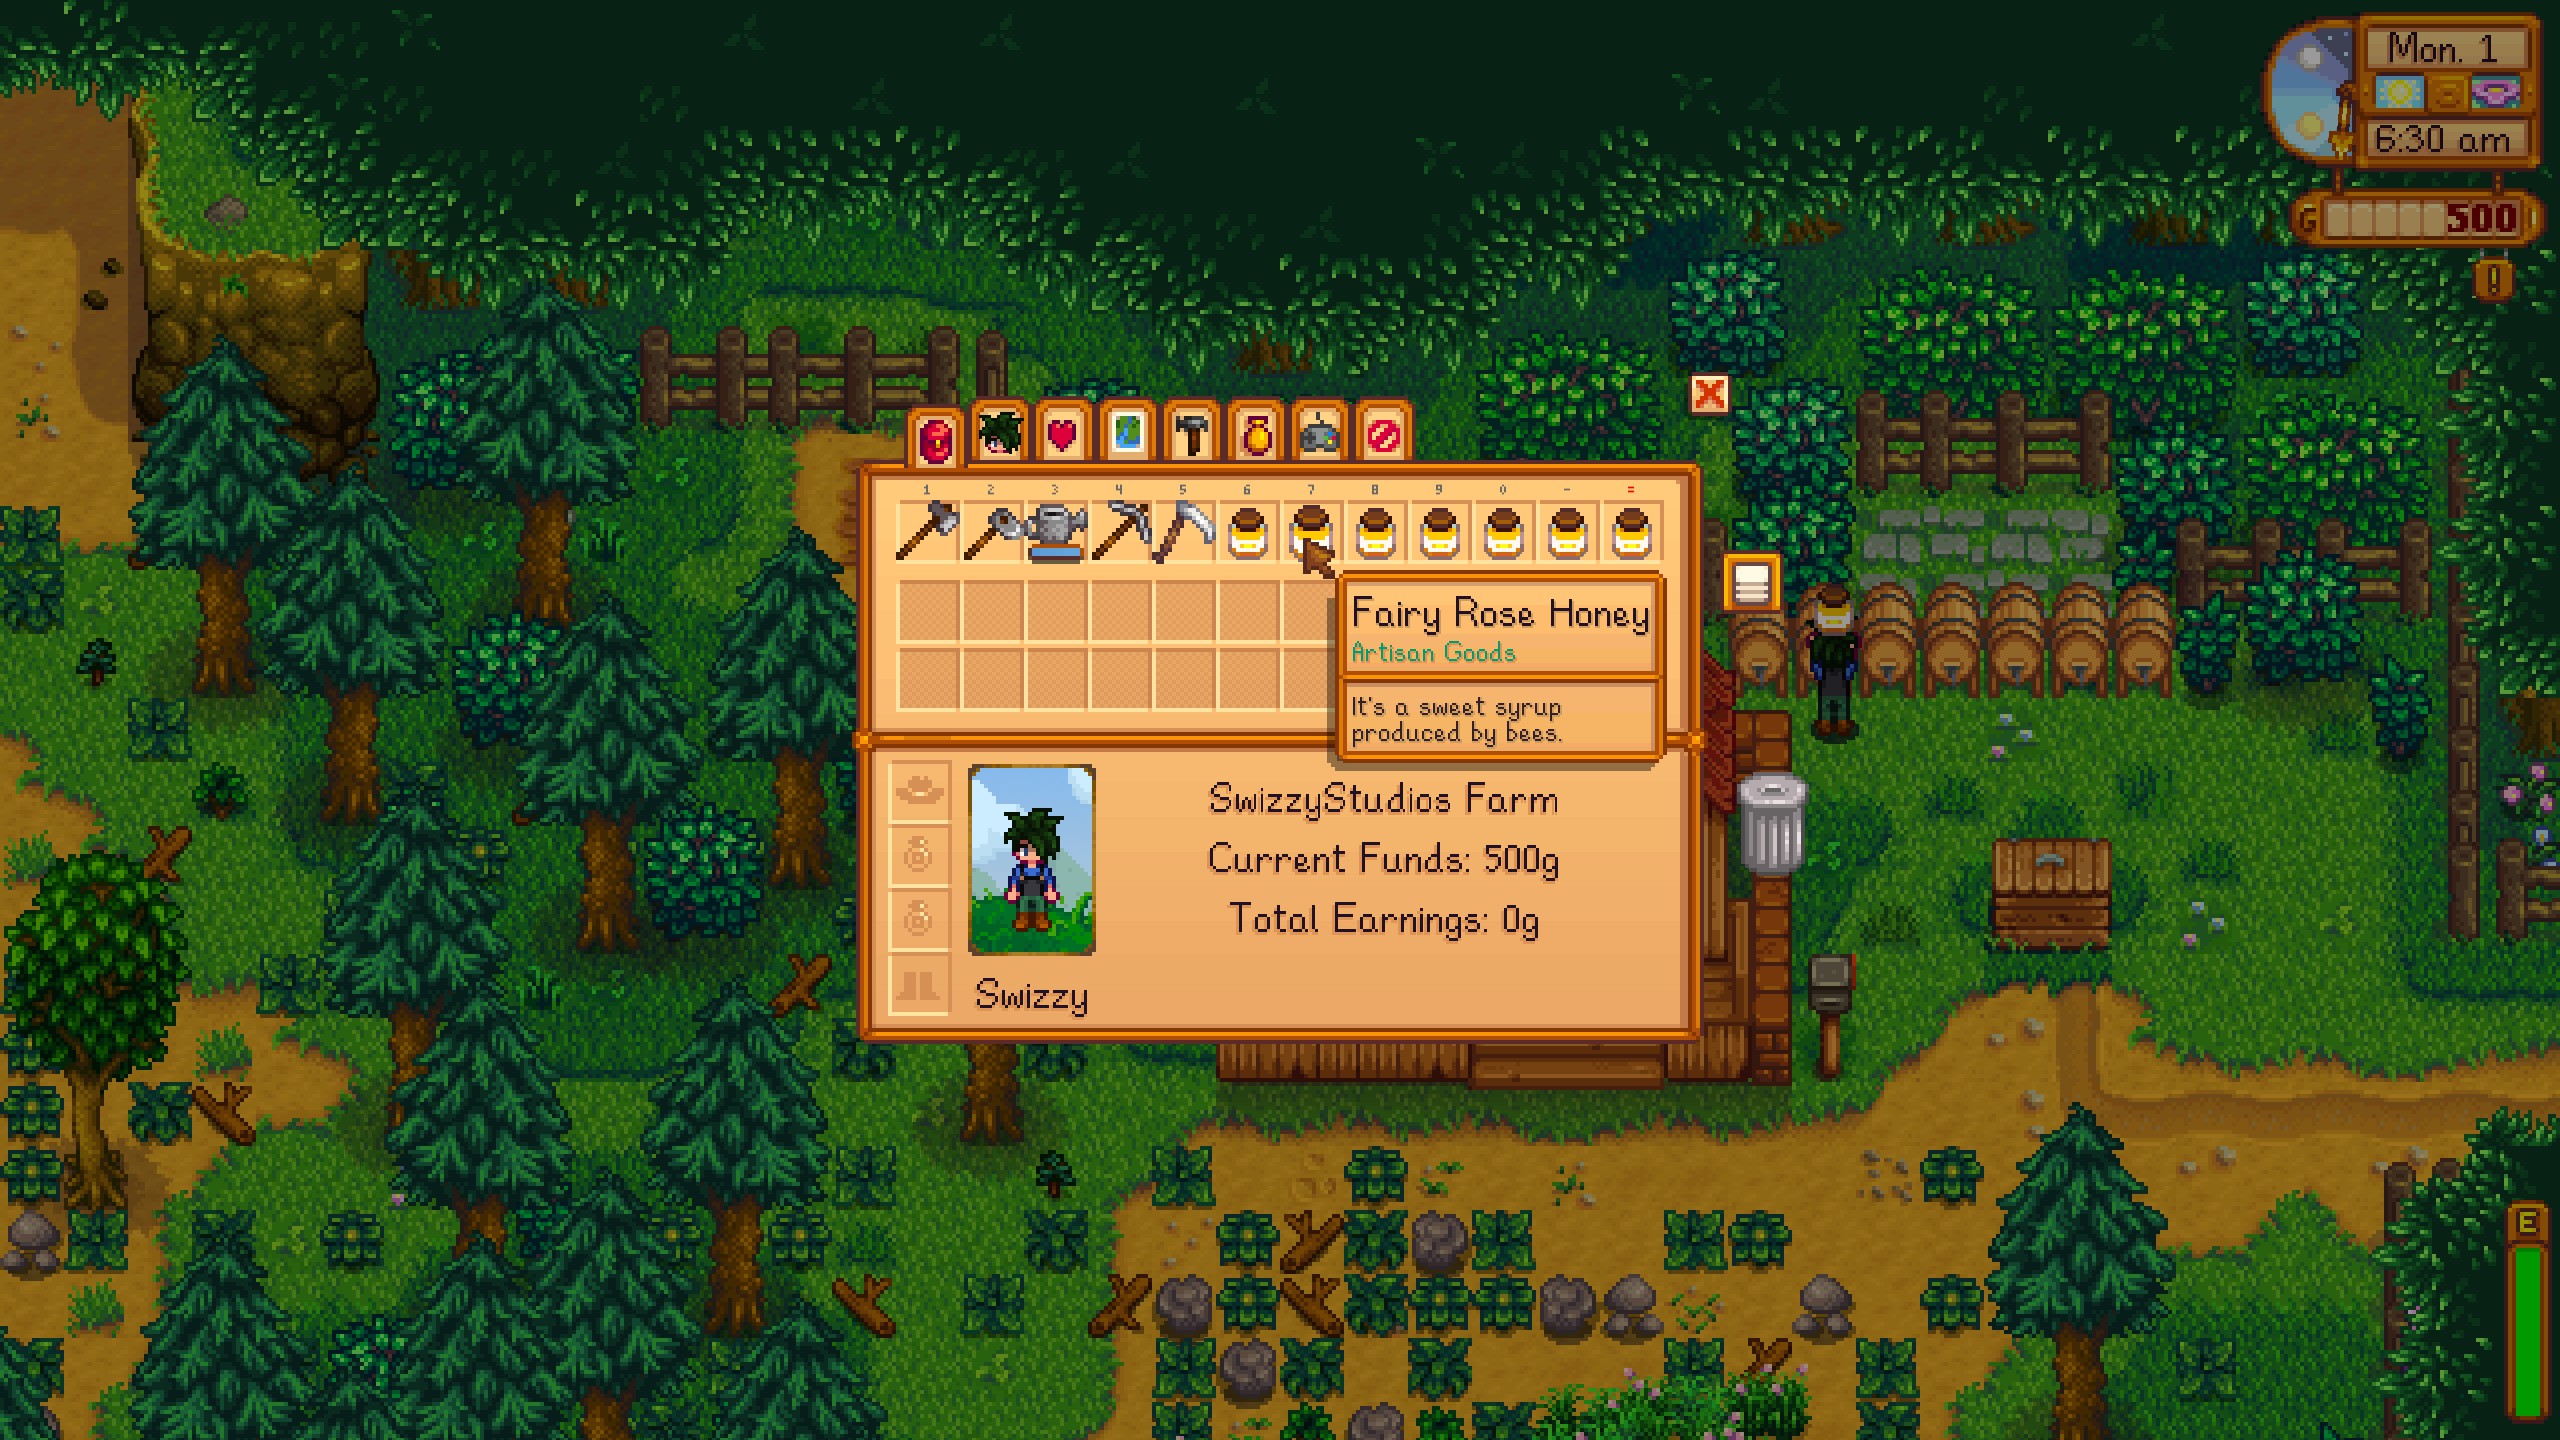 Mon. 1
6:30 am
G 500
!
1 2 3 4 5 6 7 8 9 0 - =
Fairy Rose Honey
Artisan Goods
It's a sweet syrup
produced by bees.
SwizzyStudios Farm
Current Funds: 500g
Total Earnings: 0g
Swizzy
E